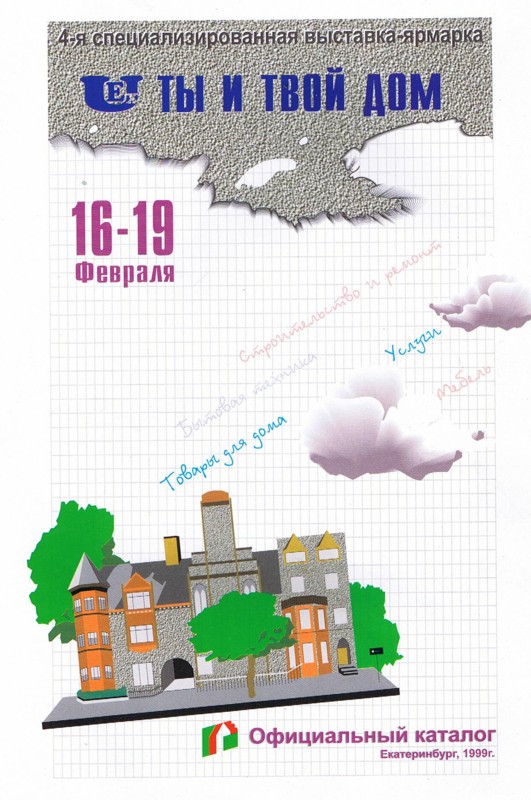 4-я специализированная выставка-ярмарка
ТЫ И ТВОЙ ДОМ
16-19
Февраля
Строительство и ремонт
Услуги
Бытовая техника
Мебель
Товары для дома
Официальный каталог
Екатеринбург, 1999г.